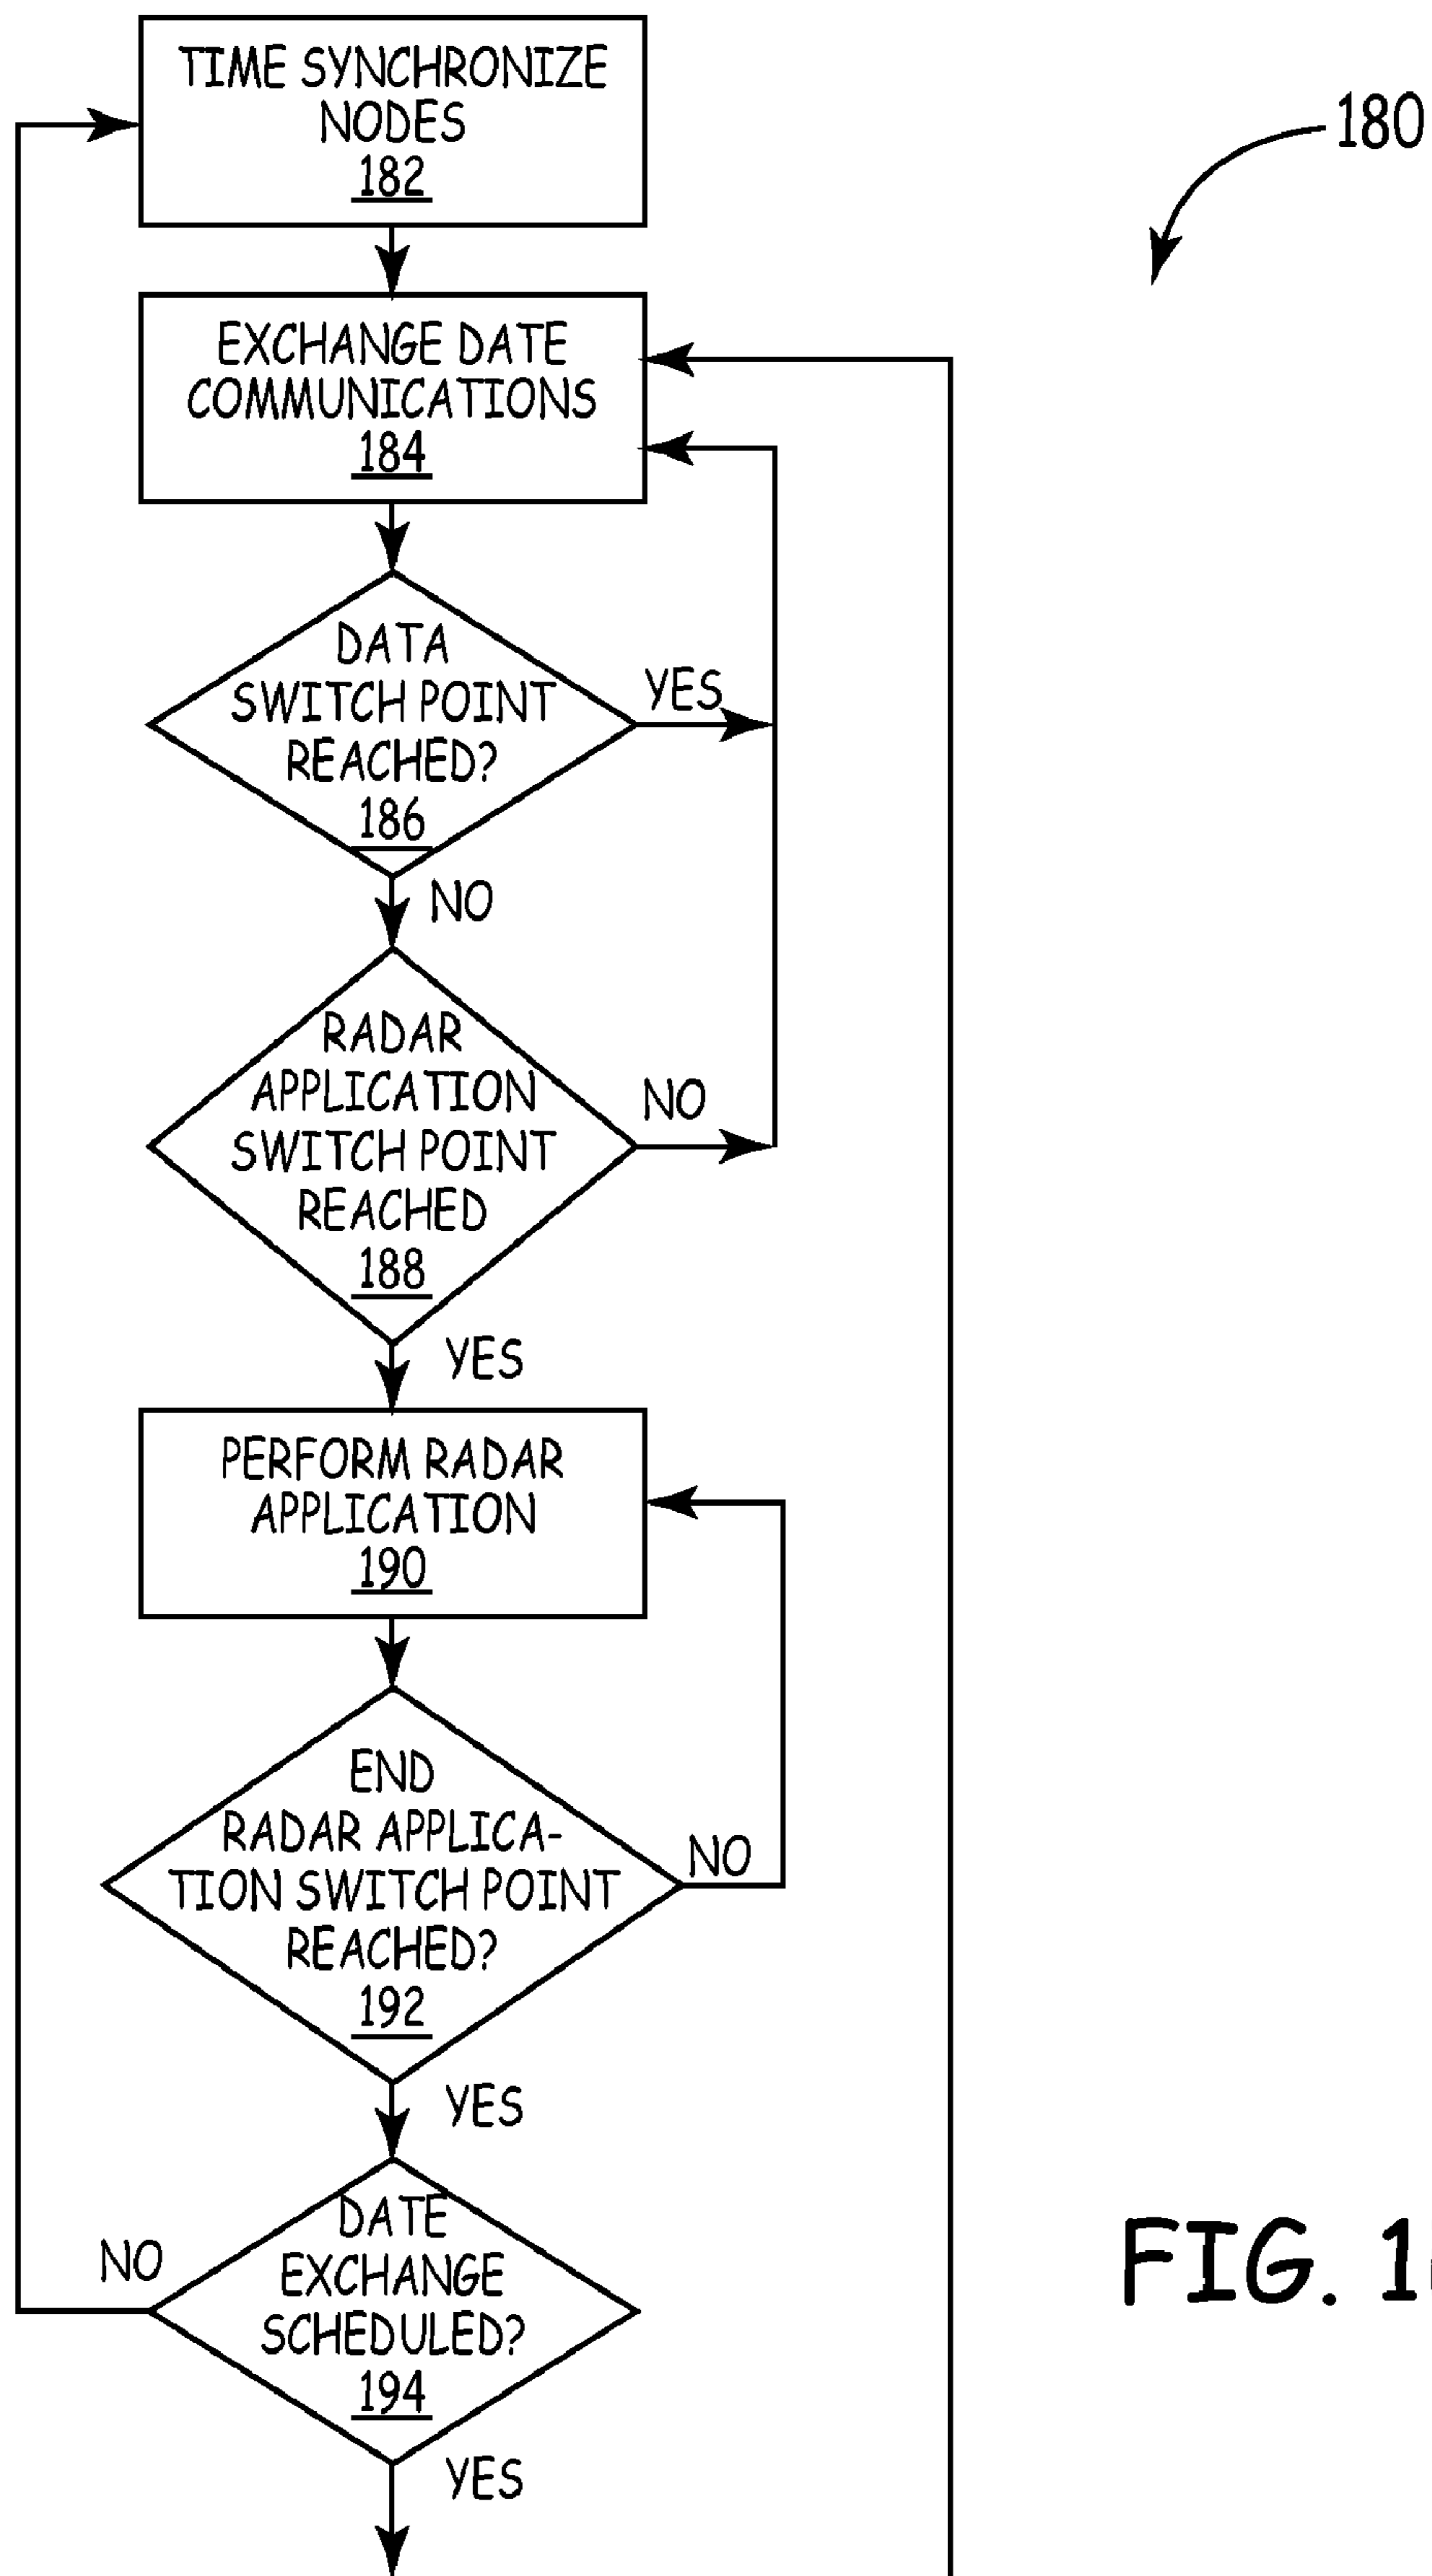 TIME SYNCHRONIZE
NODES
182
180
EXCHANGE DATE
COMMUNICATIONS
184
DATA
SWITCH POINT
REACHED?
186
YES
NO
RADAR
APPLICATION
SWITCH POINT
REACHED
188
NO
YES
PERFORM RADAR
APPLICATION
190
END
RADAR APPLICA-
TION SWITCH POINT
REACHED?
192
NO
YES
DATE
EXCHANGE
SCHEDULED?
194
NO
YES
FIG.